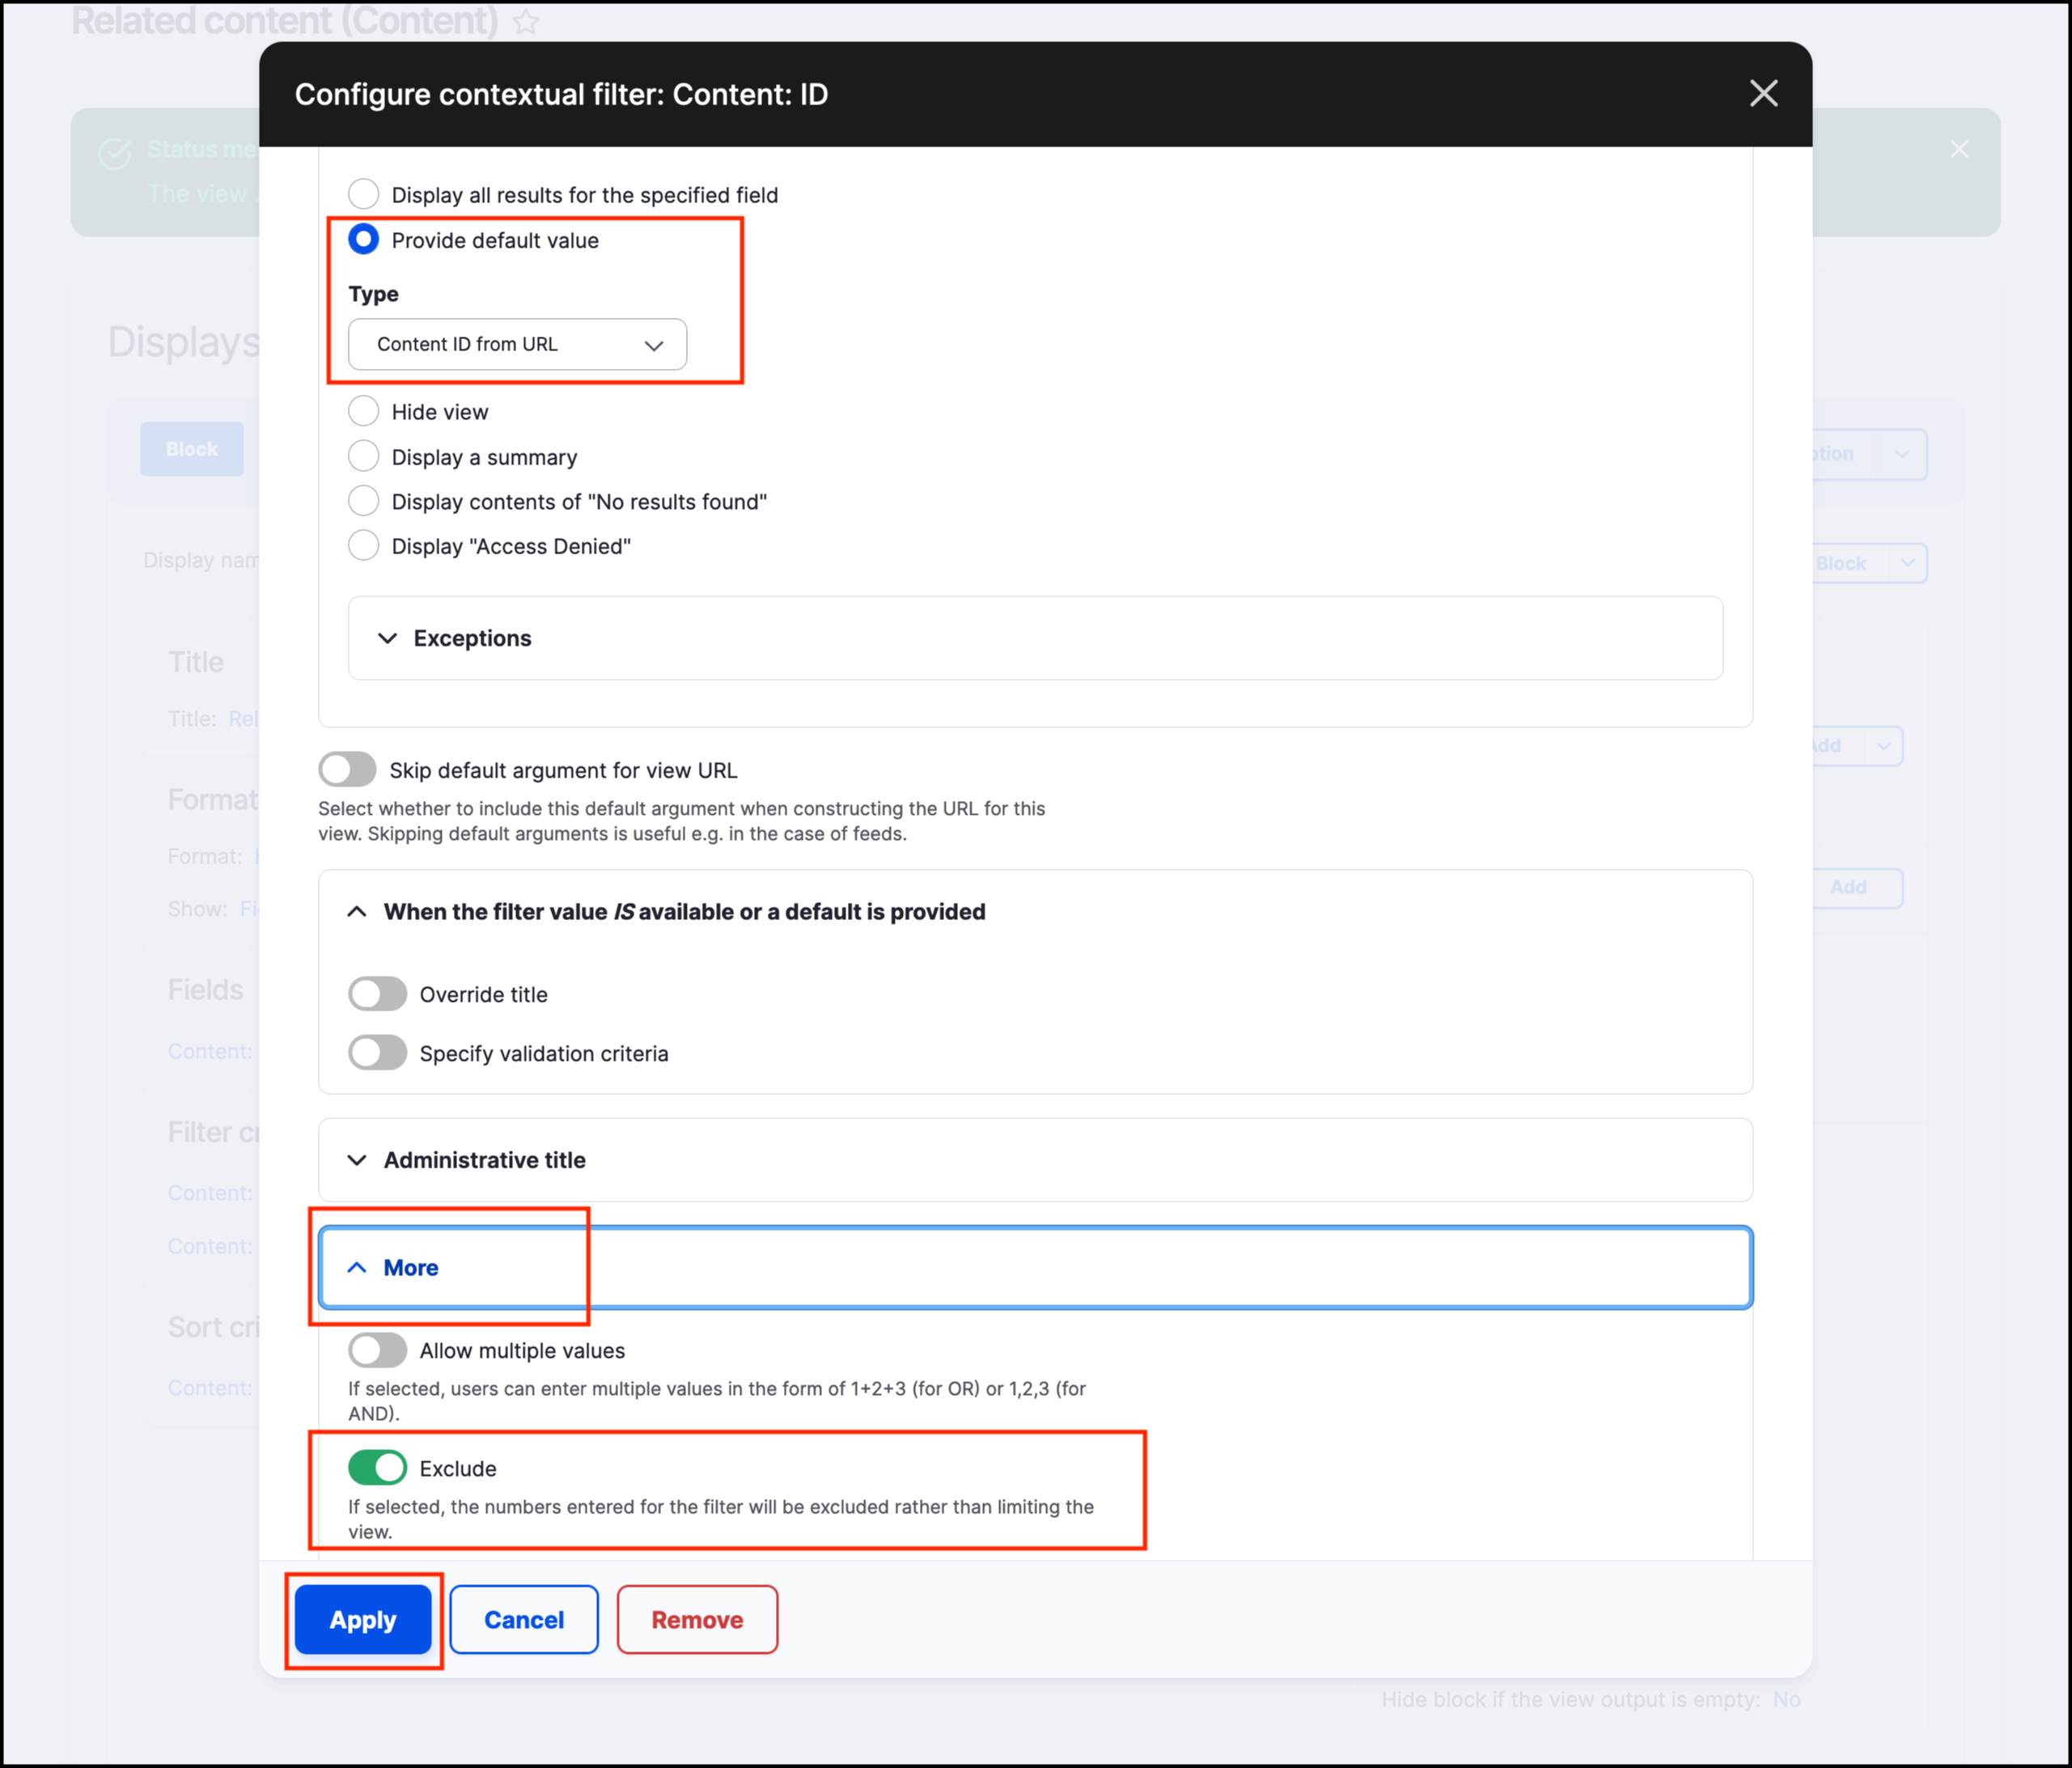 Related content (Content)
Configure contextual filter: Content: ID
Status me
The view
Display all results for the specified field
Provide default value
Type
Content ID from URL
Displays
Hide view
Block
Display a summary
Display contents of "No results found"
Display "Access Denied"
Display nam
Block
Exceptions
Title
Title: Rel
Skip default argument for view URL
Add
Select whether to include this default argument when constructing the URL for this
view. Skipping default arguments is useful e.g. in the case of feeds.
Format
Format:
Show: Fi
Add
When the filter value IS available or a default is provided
Fields
Override title
Content:
Specify validation criteria
Filter cr
Administrative title
Content:
Content:
More
Sort cri
Allow multiple values
Content:
If selected, users can enter multiple values in the form of 1+2+3 (for OR) or 1,2,3 (for
AND).
Exclude
If selected, the numbers entered for the filter will be excluded rather than limiting the
view.
Apply
Cancel
Remove
Hide block if the view output is empty: No